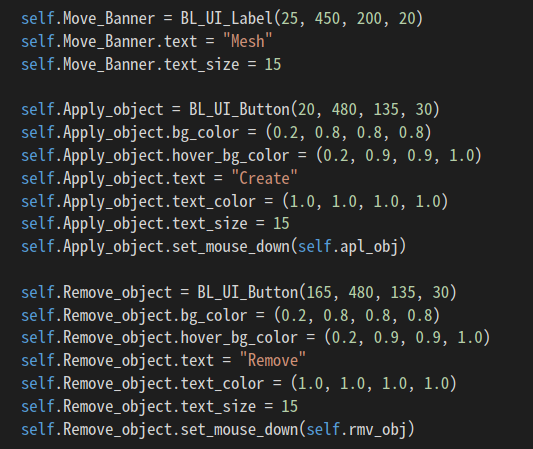 self.Move_Banner = BL_UI_Label(25, 450, 200, 20)
self.Move_Banner.text = "Mesh"
self.Move_Banner.text_size = 15
self.Apply_object = BL_UI_Button(20, 480, 135, 30)
self.Apply_object.bg_color = (0.2, 0.8, 0.8, 0.8)
self.Apply_object.hover_bg_color = (0.2, 0.9, 0.9, 1.0)
self.Apply_object.text = "Create"
self.Apply_object.text_color = (1.0, 1.0, 1.0, 1.0)
self.Apply_object.text_size = 15
self.Apply_object.set_mouse_down(self.apl_obj)
self.Remove_object = BL_UI_Button(165, 480, 135, 30)
self.Remove_object.bg_color = (0.2, 0.8, 0.8, 0.8)
self.Remove_object.hover_bg_color = (0.2, 0.9, 0.9, 1.0)
self.Remove_object.text = "Remove"
self.Remove_object.text_color = (1.0, 1.0, 1.0, 1.0)
self.Remove_object.text_size = 15
self.Remove_object.set_mouse_down(self.rmv_obj)